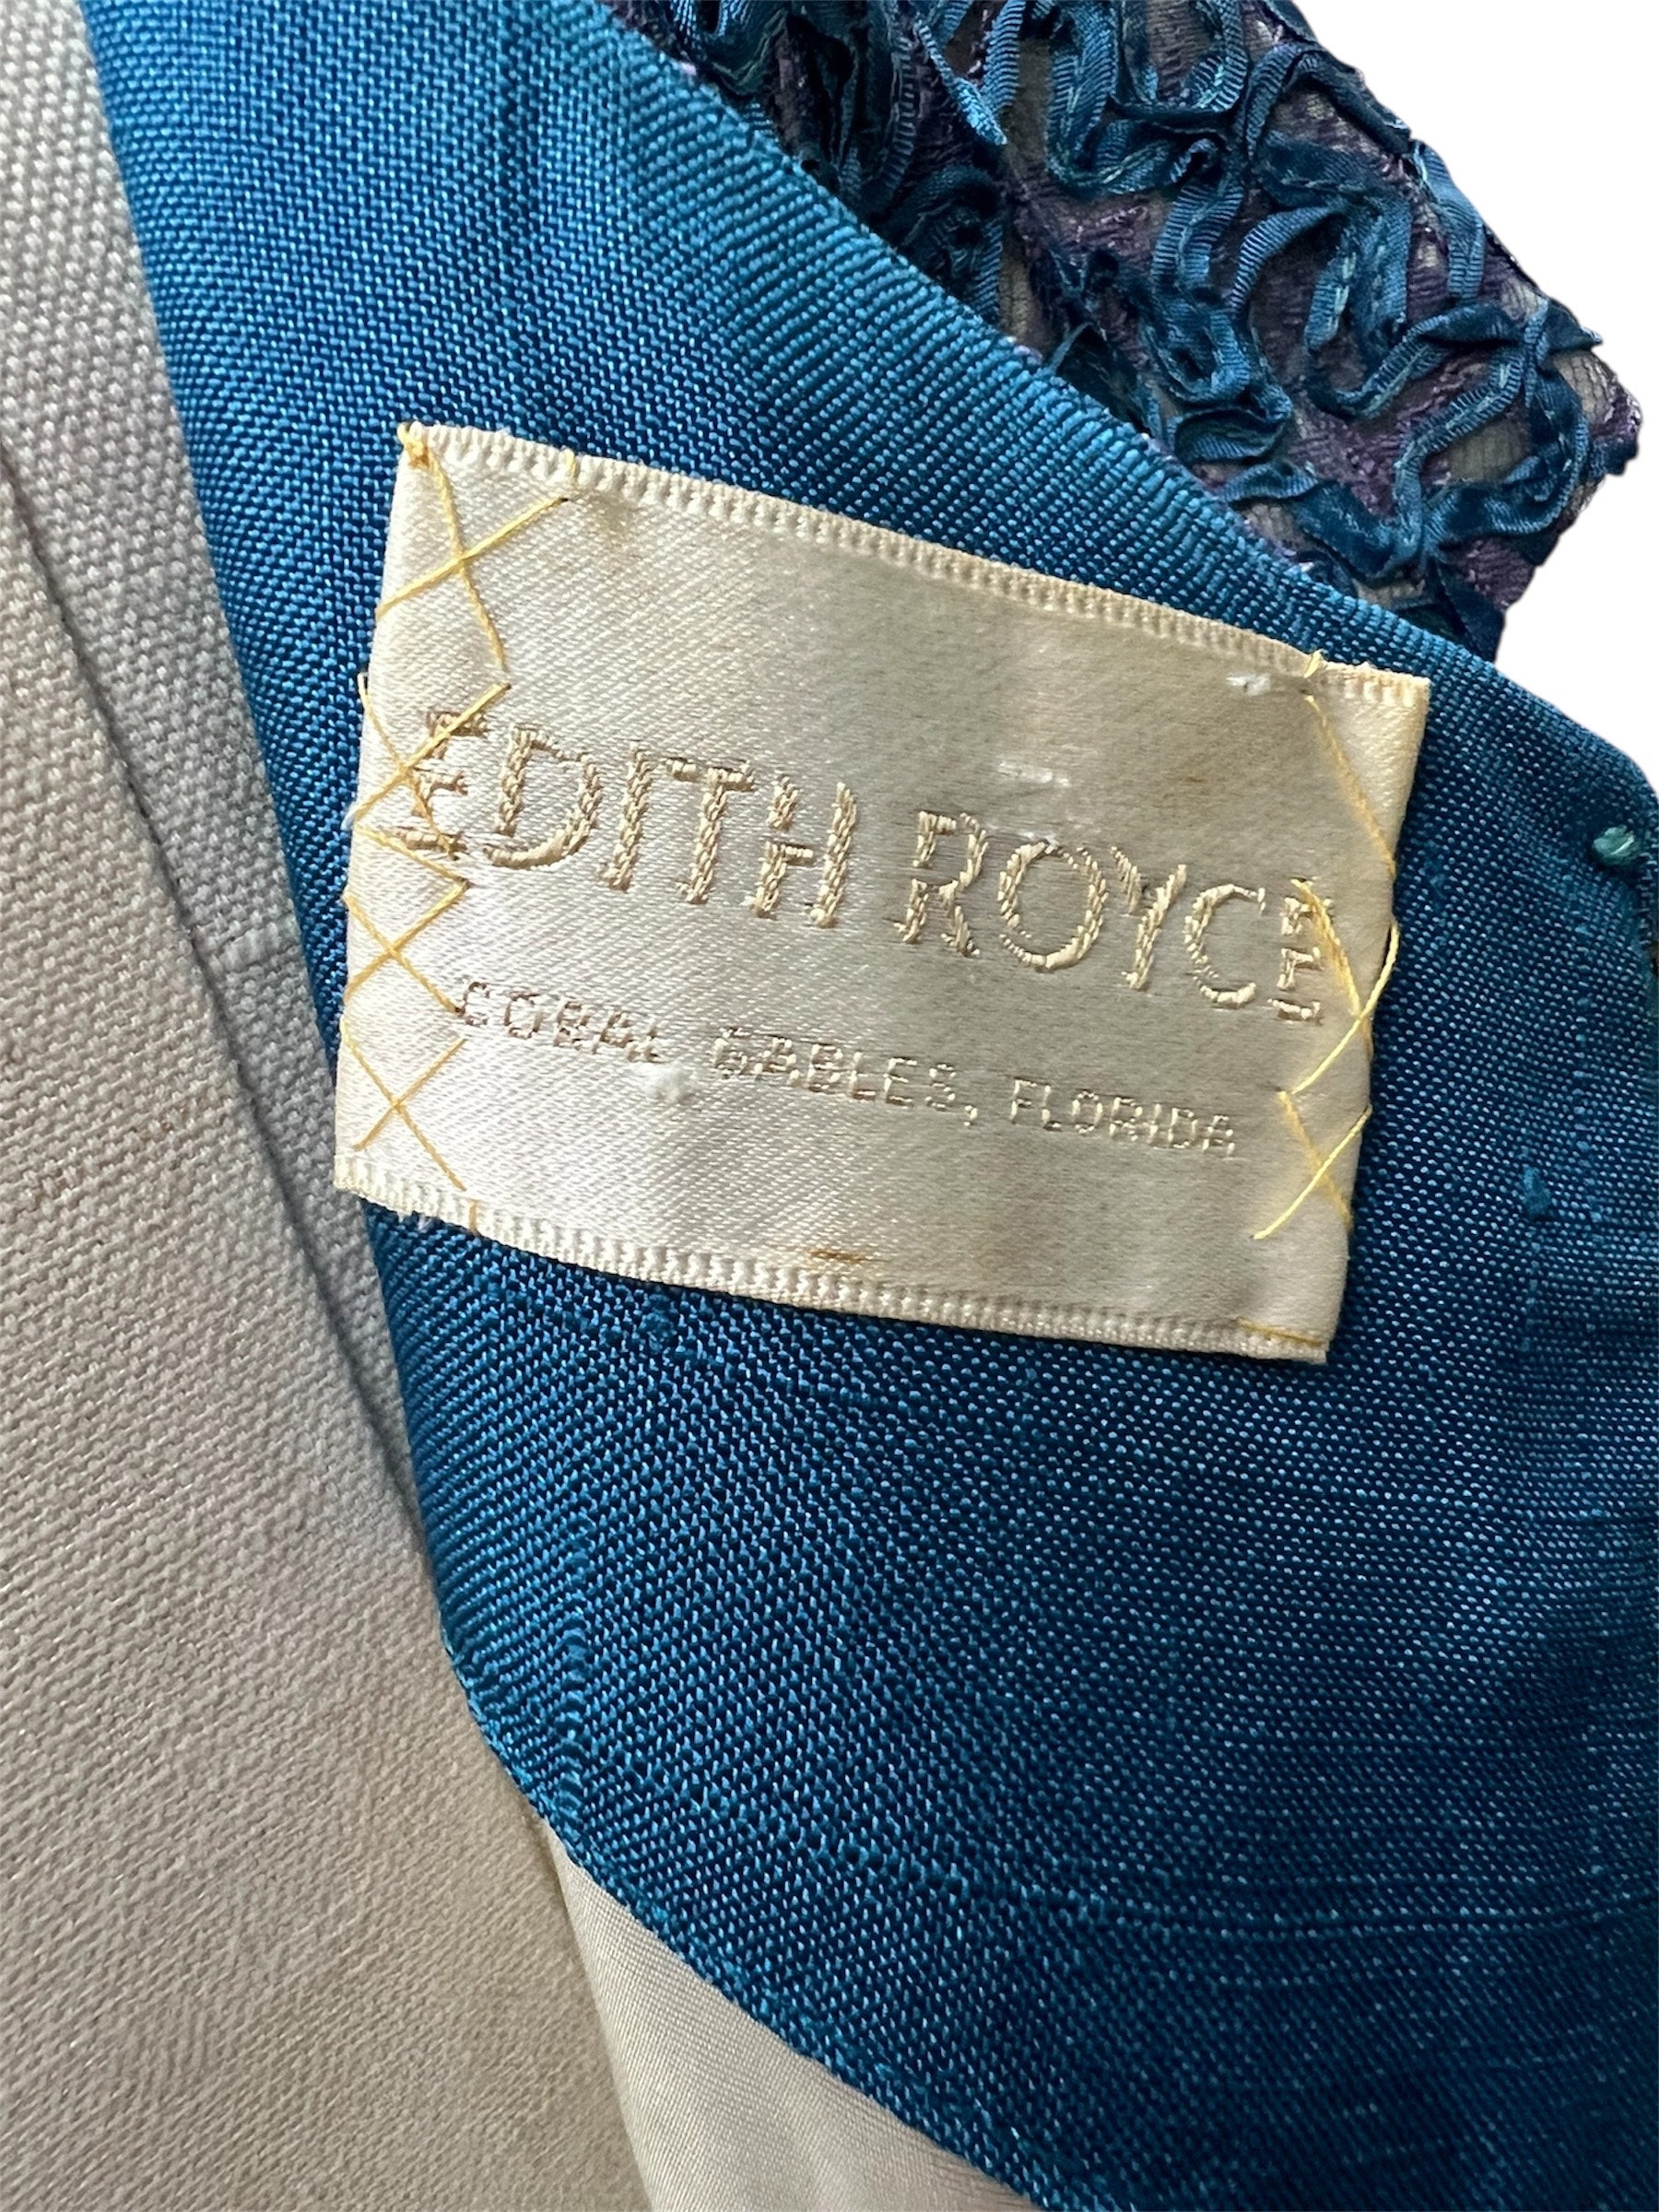 EDITH ROYCE
CORAL GABLES, FLORIDA